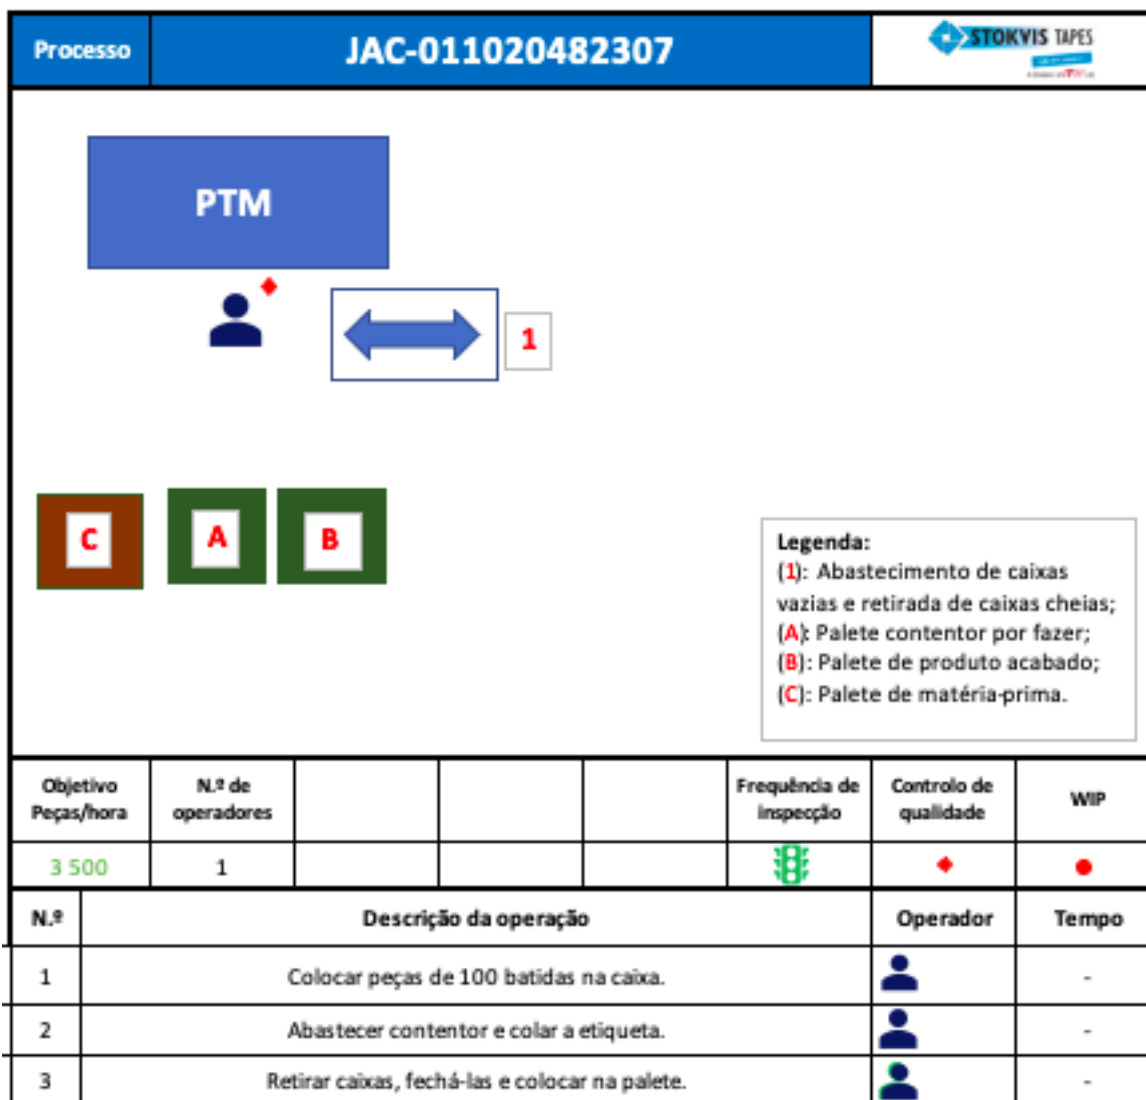 Processo
JAC-011020482307
STOKVIS TAPES
PTM
1
C
A
B
Legenda:
(1): Abastecimento de caixas
vazias e retirada de caixas cheias;
(A): Palete contentor por fazer;
(B): Palete de produto acabado;
(C): Palete de matéria-prima.
Objetivo
Peças/hora
N.º de
operadores
Frequência de
inspecção
Controlo de
qualidade
WIP
3 500
1
N.º
Descrição da operação
Operador
Tempo
1
Colocar peças de 100 batidas na caixa.
-
2
Abastecer contentor e colar a etiqueta.
-
3
Retirar caixas, fechá-las e colocar na palete.
-